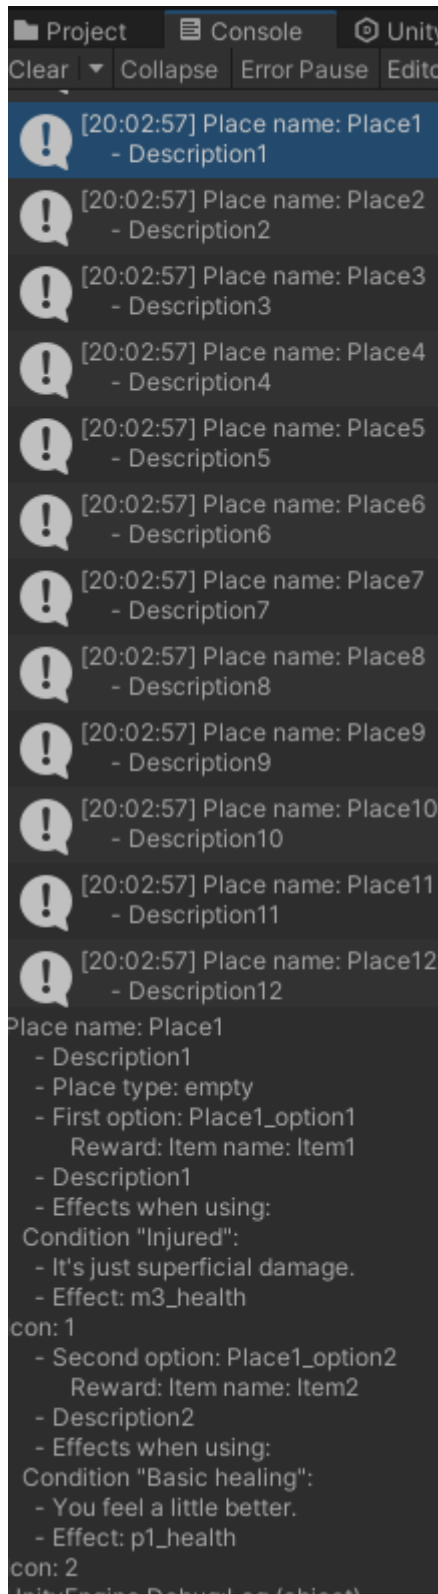 Project Console Unity
Clear Collapse Error Pause Edito
[20:02:57] Place name: Place1
- Description1
[20:02:57] Place name: Place2
- Description2
[20:02:57] Place name: Place3
- Description3
[20:02:57] Place name: Place4
- Description4
[20:02:57] Place name: Place5
- Description5
[20:02:57] Place name: Place6
- Description6
[20:02:57] Place name: Place7
- Description7
[20:02:57] Place name: Place8
- Description8
[20:02:57] Place name: Place9
- Description9
[20:02:57] Place name: Place10
- Description10
[20:02:57] Place name: Place11
- Description11
[20:02:57] Place name: Place12
- Description12
Place name: Place1
- Description1
- Place type: empty
- First option: Place1_option1
Reward: Item name: Item1
- Description1
- Effects when using:
Condition "Injured":
- It's just superficial damage.
- Effect: m3_health
con: 1
- Second option: Place1_option2
Reward: Item name: Item2
- Description2
- Effects when using:
Condition "Basic healing":
- You feel a little better.
- Effect: p1_health
con: 2
UnityEngine.Debug:Log (object)